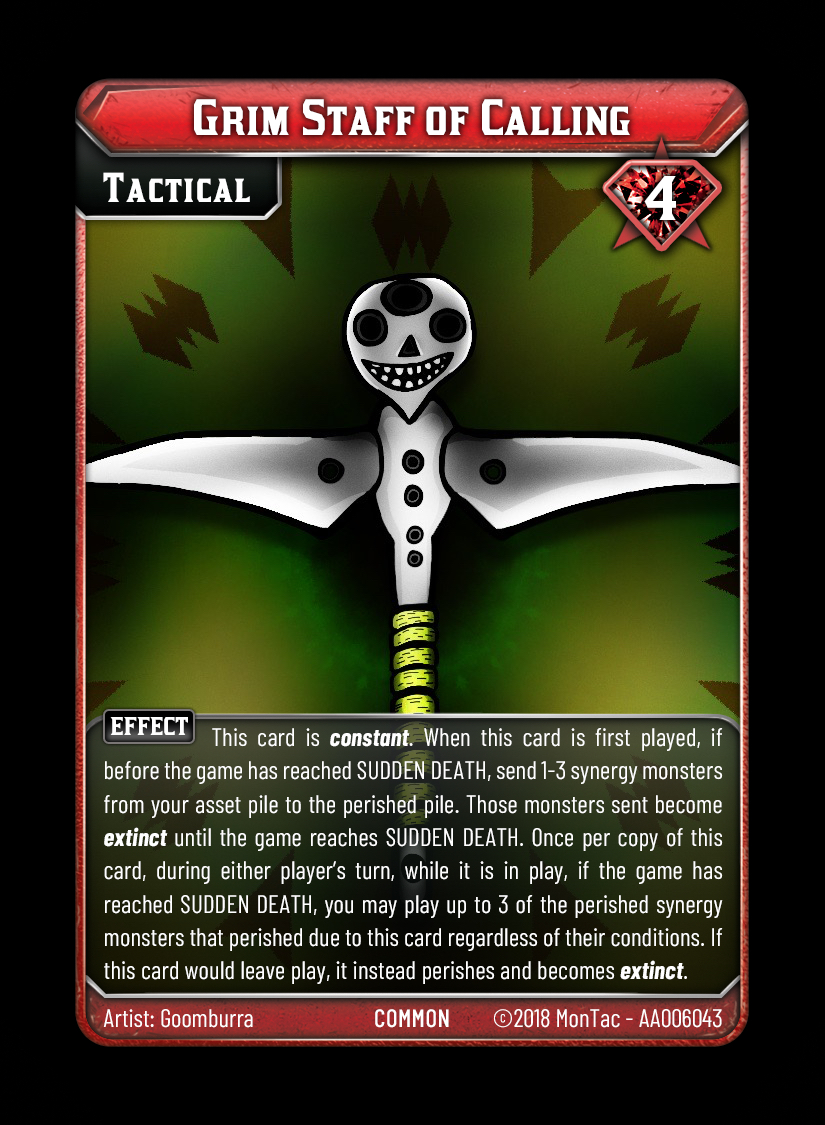 Grim Staff of Calling
Tactical
4
EFFECT
This card is constant. When this card is first played, if
before the game has reached SUDDEN DEATH, send 1-3 synergy monsters
from your asset pile to the perished pile. Those monsters sent become
extinct until the game reaches SUDDEN DEATH. Once per copy of this
card, during either player’s turn, while it is in play, if the game has
reached SUDDEN DEATH, you may play up to 3 of the perished synergy
monsters that perished due to this card regardless of their conditions. If
this card would leave play, it instead perishes and becomes extinct.
Artist: Goomburra COMMON ©2018 MonTac - AA006043